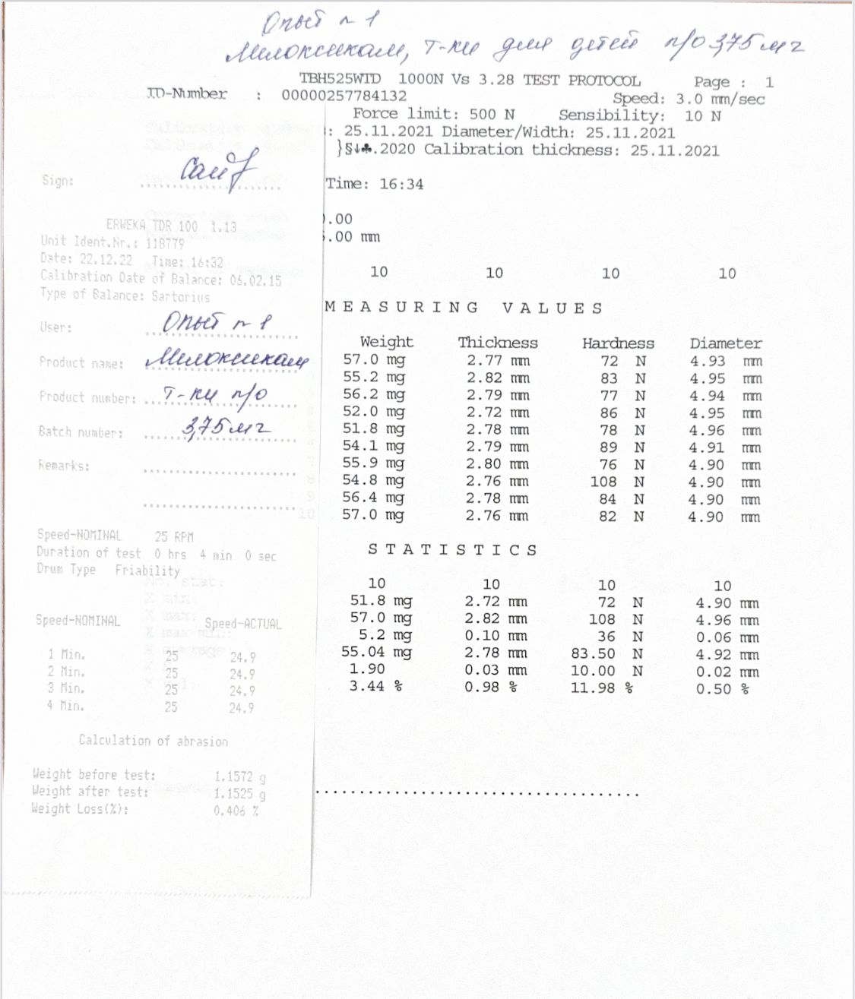 Опыт № 1
Мелоксикам, т-ки для детей п/о 3,75 мг
TBH525WTD 1000N Vs 3.28 TEST PROTOCOL Page : 1
ID-Number : 00000257784132
Speed: 3.0 mm/sec
Force limit: 500 N Sensibility: 10 N
: 25.11.2021 Diameter/Width: 25.11.2021
}§↓♣.2020 Calibration thickness: 25.11.2021
Time: 16:34
.00
.00 mm
10 10 10 10
MEASURING VALUES
Weight Thickness Hardness Diameter
57.0 mg 2.77 mm 72 N 4.93 mm
55.2 mg 2.82 mm 83 N 4.95 mm
56.2 mg 2.79 mm 77 N 4.94 mm
52.0 mg 2.72 mm 86 N 4.95 mm
51.8 mg 2.78 mm 78 N 4.96 mm
54.1 mg 2.79 mm 89 N 4.91 mm
55.9 mg 2.80 mm 76 N 4.90 mm
54.8 mg 2.76 mm 108 N 4.90 mm
56.4 mg 2.78 mm 84 N 4.90 mm
57.0 mg 2.76 mm 82 N 4.90 mm
STATISTICS
10 10 10 10
51.8 mg 2.72 mm 72 N 4.90 mm
57.0 mg 2.82 mm 108 N 4.96 mm
5.2 mg 0.10 mm 36 N 0.06 mm
55.04 mg 2.78 mm 83.50 N 4.92 mm
1.90 0.03 mm 10.00 N 0.02 mm
3.44 % 0.98 % 11.98 % 0.50 %
Sign:
ERWEKA TDR 100 1.13
Unit Ident.Nr.: 118779
Date: 22.12.22 Time: 16:32
Calibration Date of Balance: 06.02.15
Type of Balance: Sartorius
User: Опыт № 1
Product name: Мелоксикам
Product number: т-ки п/о
Batch number: 3,75 мг
Remarks:
Speed-NOMINAL 25 RPM
Duration of test 0 hrs 4 min 0 sec
Drum Type Friability
Speed-NOMINAL Speed-ACTUAL
1 Min. 25 24.9
2 Min. 25 24.9
3 Min. 25 24.9
4 Min. 25 24.9
Calculation of abrasion
Weight before test: 1.1572 g
Weight after test: 1.1525 g
Weight Loss(%): 0.406 %